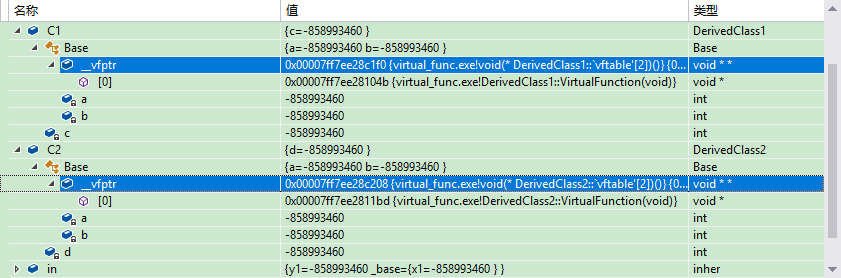 名称 值 类型
C1 {c=-858993460 } DerivedClass1
Base {a=-858993460 b=-858993460 } Base
__vfptr 0x00007ff7ee28c1f0 {virtual_func.exe!void(* DerivedClass1::`vftable'[2])()} {0... void * *
[0] 0x00007ff7ee28104b {virtual_func.exe!DerivedClass1::VirtualFunction(void)} void *
a -858993460 int
b -858993460 int
c -858993460 int
C2 {d=-858993460 } DerivedClass2
Base {a=-858993460 b=-858993460 } Base
__vfptr 0x00007ff7ee28c208 {virtual_func.exe!void(* DerivedClass2::`vftable'[2])()} {0... void * *
[0] 0x00007ff7ee2811bd {virtual_func.exe!DerivedClass2::VirtualFunction(void)} void *
a -858993460 int
b -858993460 int
d -858993460 int
in {y1=-858993460 _base={x1=-858993460 } } inher